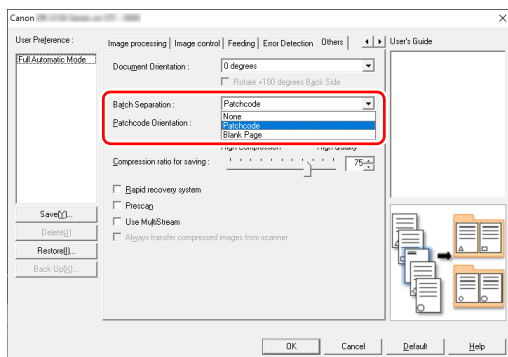 Canon
User Preference :
Full Automatic Mode
Save(Y)...
Delete(J)
Restore(I)...
Back Up(X)...
Image processing Image control Feeding Error Detection Others
Document Orientation : 0 degrees
Rotate +180 degrees Back Side
Batch Separation : Patchcode
None
Patchcode Orientation : Patchcode
Blank Page
High Compression High Quality
Compression ratio for saving : 75
Rapid recovery system
Prescan
Use MultiStream
Always transfer compressed images from scanner
User's Guide
OK Cancel Default Help